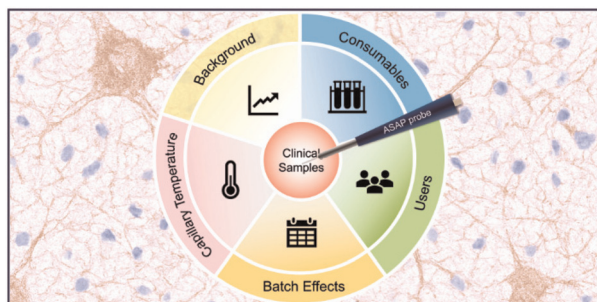 Background
Consumables
ASAP probe
Clinical
Samples
Capillary Temperature
Users
Batch Effects